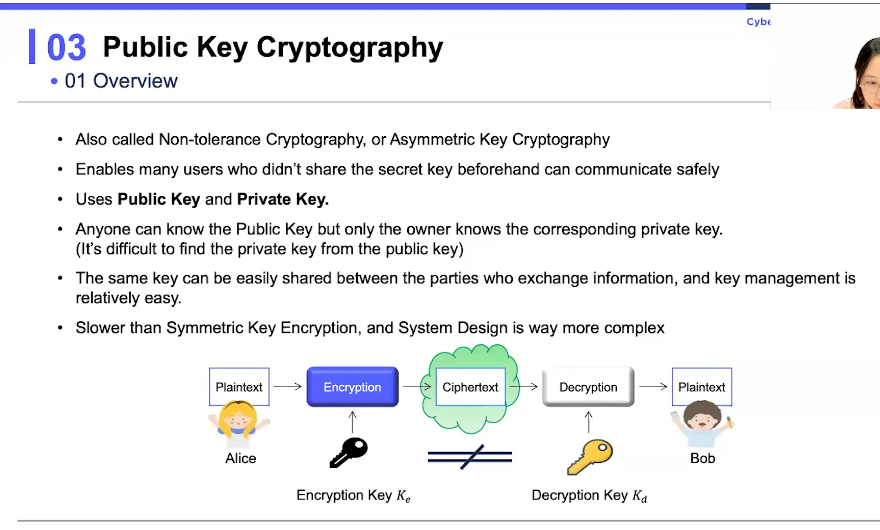 Cybe
03 Public Key Cryptography
• 01 Overview
• Also called Non-tolerance Cryptography, or Asymmetric Key Cryptography
• Enables many users who didn't share the secret key beforehand can communicate safely
• Uses Public Key and Private Key.
• Anyone can know the Public Key but only the owner knows the corresponding private key.
(It's difficult to find the private key from the public key)
• The same key can be easily shared between the parties who exchange information, and key management is
relatively easy.
• Slower than Symmetric Key Encryption, and System Design is way more complex
Plaintext
Encryption
Ciphertext
Decryption
Plaintext
Alice
Bob
Encryption Key Kₑ
Decryption Key K_d